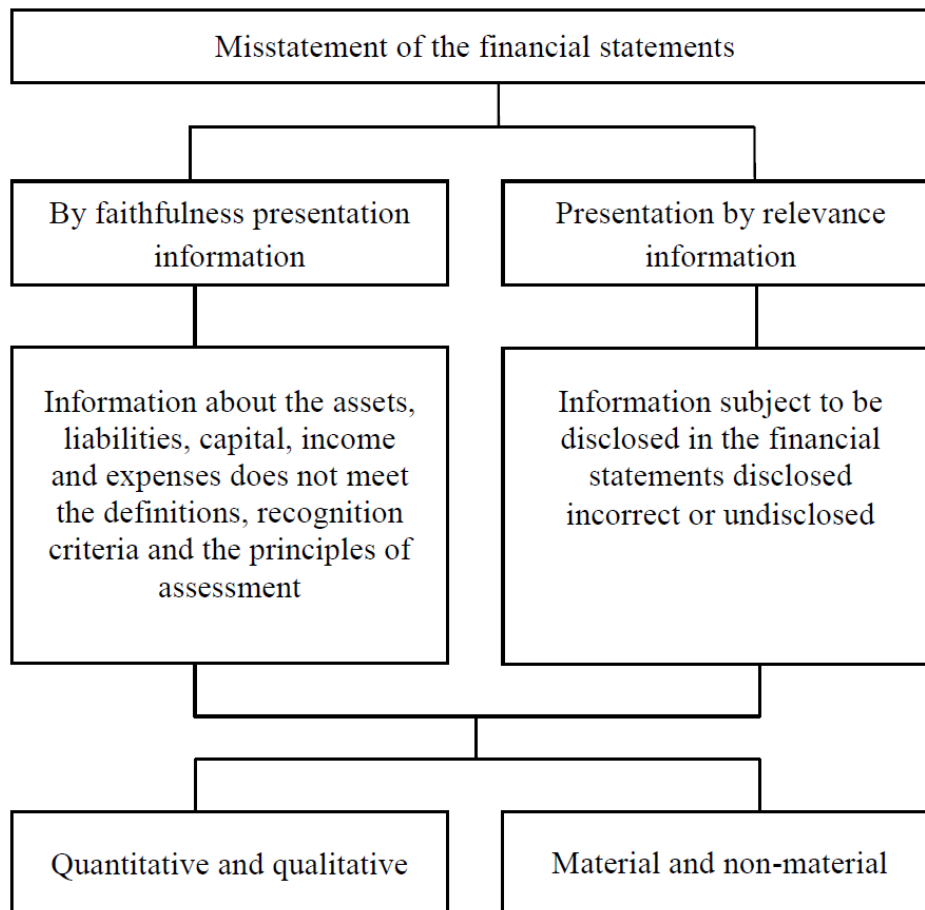 Misstatement of the financial statements
By faithfulness presentation
information
Presentation by relevance
information
Information about the assets,
liabilities, capital, income
and expenses does not meet
the definitions, recognition
criteria and the principles of
assessment
Information subject to be
disclosed in the financial
statements disclosed
incorrect or undisclosed
Quantitative and qualitative
Material and non-material